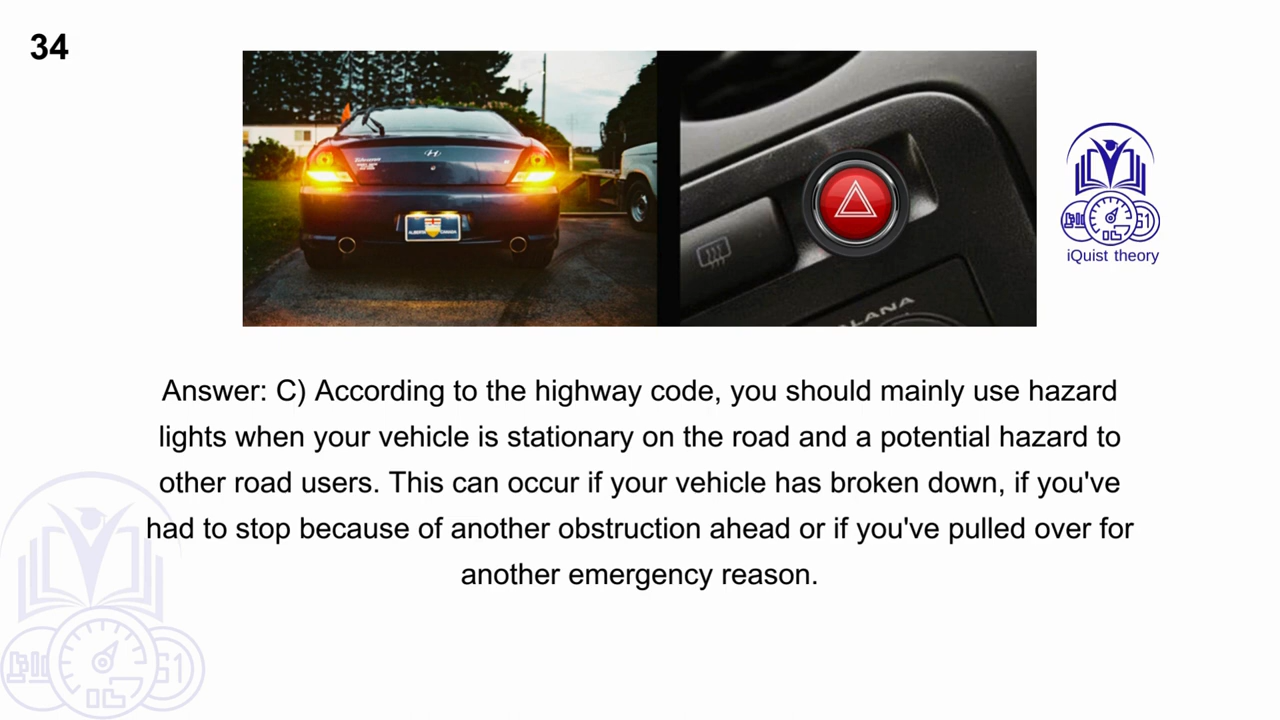 34
ALBERTA CANADA
ALANA
iQuist theory
Answer: C) According to the highway code, you should mainly use hazard
lights when your vehicle is stationary on the road and a potential hazard to
other road users. This can occur if your vehicle has broken down, if you've
had to stop because of another obstruction ahead or if you've pulled over for
another emergency reason.